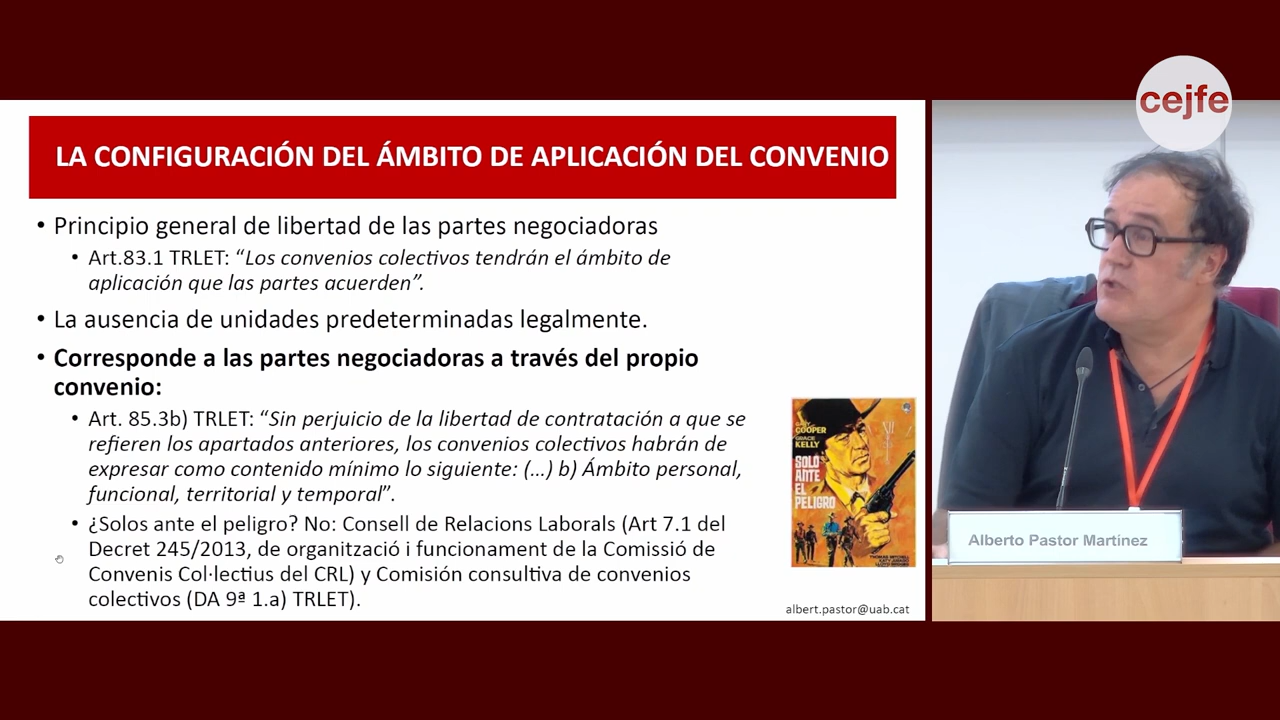 cejfe
LA CONFIGURACIÓN DEL ÁMBITO DE APLICACIÓN DEL CONVENIO
• Principio general de libertad de las partes negociadoras
• Art.83.1 TRLET: “Los convenios colectivos tendrán el ámbito de
aplicación que las partes acuerden”.
• La ausencia de unidades predeterminadas legalmente.
• Corresponde a las partes negociadoras a través del propio
convenio:
• Art. 85.3b) TRLET: “Sin perjuicio de la libertad de contratación a que se
refieren los apartados anteriores, los convenios colectivos habrán de
expresar como contenido mínimo lo siguiente: (…) b) Ámbito personal,
funcional, territorial y temporal”.
• ¿Solos ante el peligro? No: Consell de Relacions Laborals (Art 7.1 del
Decret 245/2013, de organització i funcionament de la Comissió de
Convenis Col·lectius del CRL) y Comisión consultiva de convenios
colectivos (DA 9ª 1.a) TRLET).
COOPER
GRACE
KELLY
SOLO
ANTE
EL
PELIGRO
THOMAS MITCHELL
albert.pastor@uab.cat
Alberto Pastor Martínez